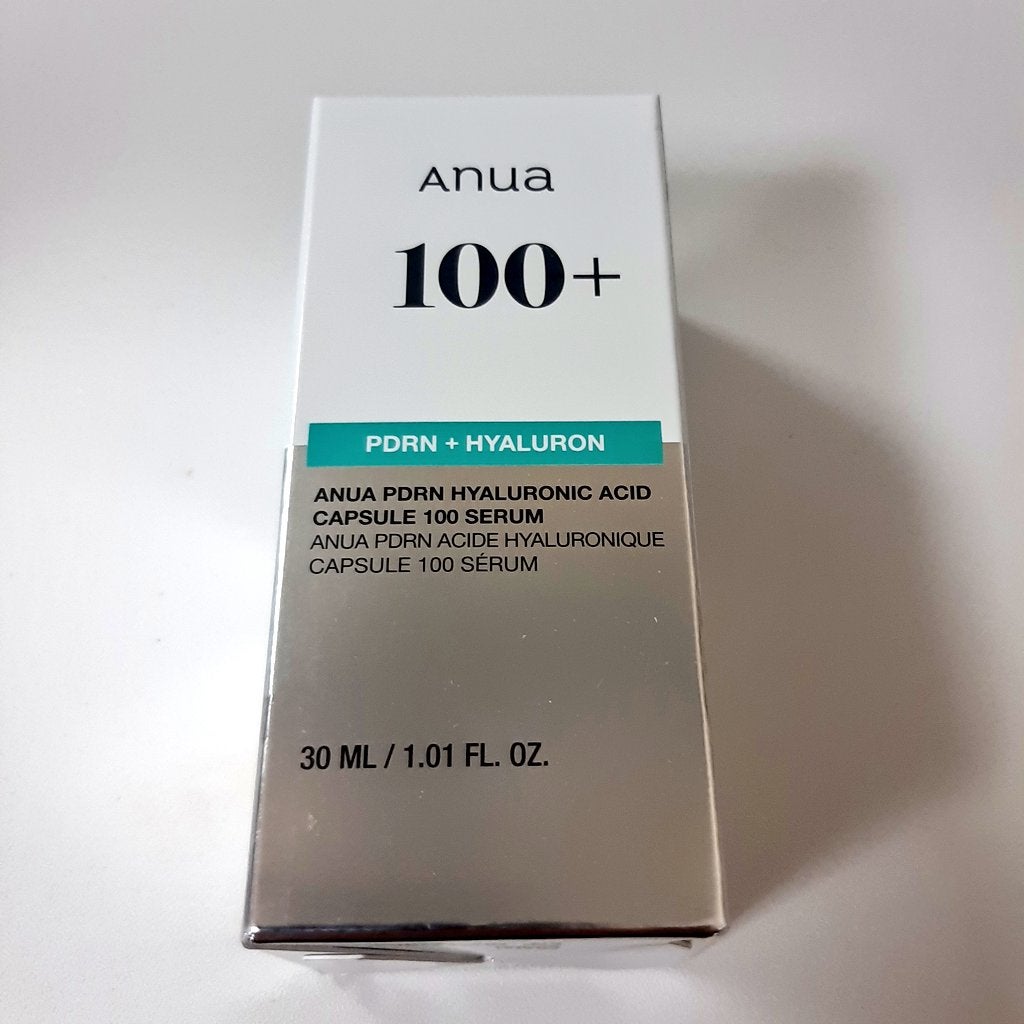 Anua
100+
PDRN + HYALURON
ANUA PDRN HYALURONIC ACID
CAPSULE 100 SERUM
ANUA PDRN ACIDE HYALURONIQUE
CAPSULE 100 SÉRUM
30 ML / 1.01 FL. OZ.